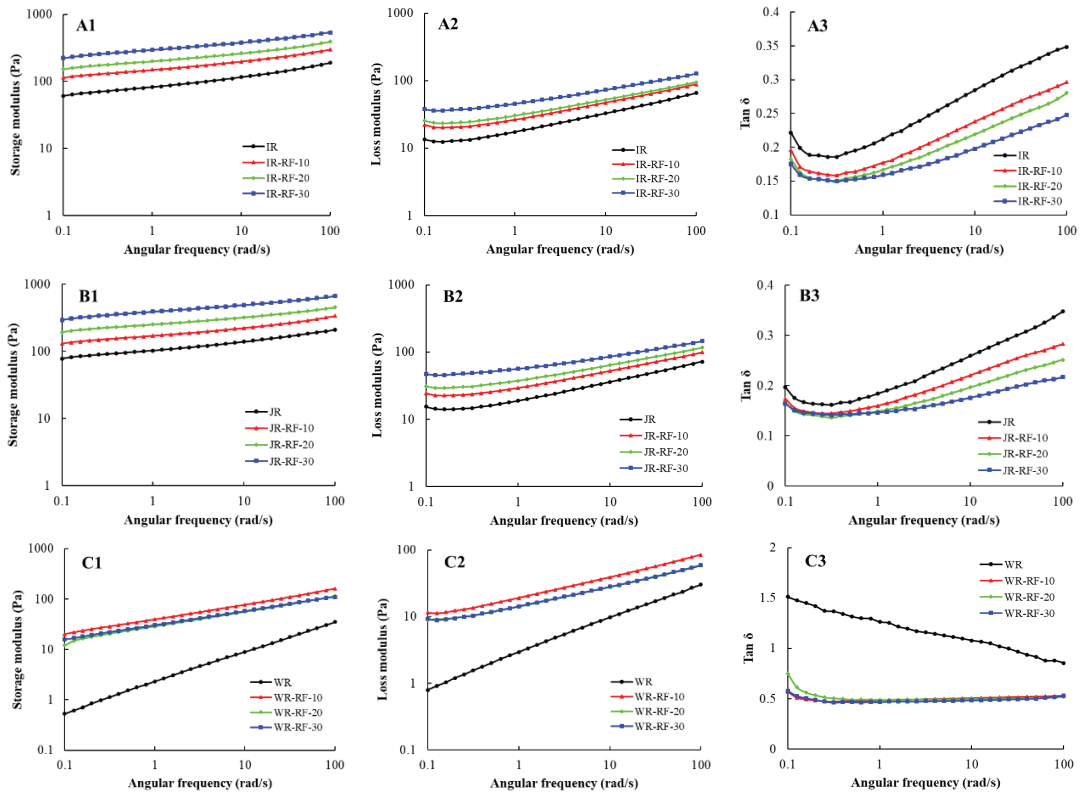 A1
Storage modulus (Pa)
1000
100
10
1
IR
IR-RF-10
IR-RF-20
IR-RF-30
0.1 1 10 100
Angular frequency (rad/s)
A2
Loss modulus (Pa)
1000
100
10
1
IR
IR-RF-10
IR-RF-20
IR-RF-30
0.1 1 10 100
Angular frequency (rad/s)
A3
Tan δ
0.4
0.35
0.3
0.25
0.2
0.15
0.1
IR
IR-RF-10
IR-RF-20
IR-RF-30
0.1 1 10 100
Angular frequency (rad/s)
B1
Storage modulus (Pa)
1000
100
10
1
JR
JR-RF-10
JR-RF-20
JR-RF-30
0.1 1 10 100
Angular frequency (rad/s)
B2
Loss modulus (Pa)
1000
100
10
1
JR
JR-RF-10
JR-RF-20
JR-RF-30
0.1 1 10 100
Angular frequency (rad/s)
B3
Tan δ
0.4
0.3
0.2
0.1
0
JR
JR-RF-10
JR-RF-20
JR-RF-30
0.1 1 10 100
Angular frequency (rad/s)
C1
Storage modulus (Pa)
1000
100
10
1
0.1
WR
WR-RF-10
WR-RF-20
WR-RF-30
0.1 1 10 100
Angular frequency (rad/s)
C2
Loss modulus (Pa)
100
10
1
0.1
WR
WR-RF-10
WR-RF-20
WR-RF-30
0.1 1 10 100
Angular frequency (rad/s)
C3
Tan δ
2
1.5
1
0.5
0
WR
WR-RF-10
WR-RF-20
WR-RF-30
0.1 1 10 100
Angular frequency (rad/s)